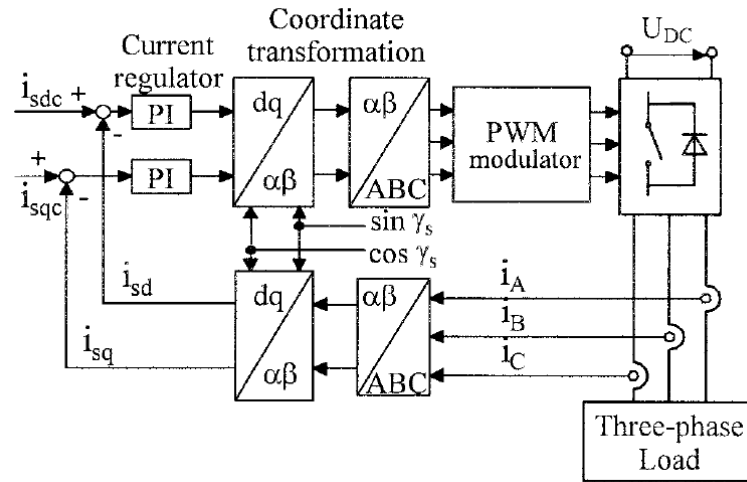 Coordinate
transformation
Current
regulator
U_DC
i_sdc +
-
PI
dq
αβ
αβ
ABC
PWM
modulator
+
i_sqc
-
PI
sin γ_s
cos γ_s
i_sd
i_sq
dq
αβ
αβ
ABC
i_A
i_B
i_C
Three-phase
Load